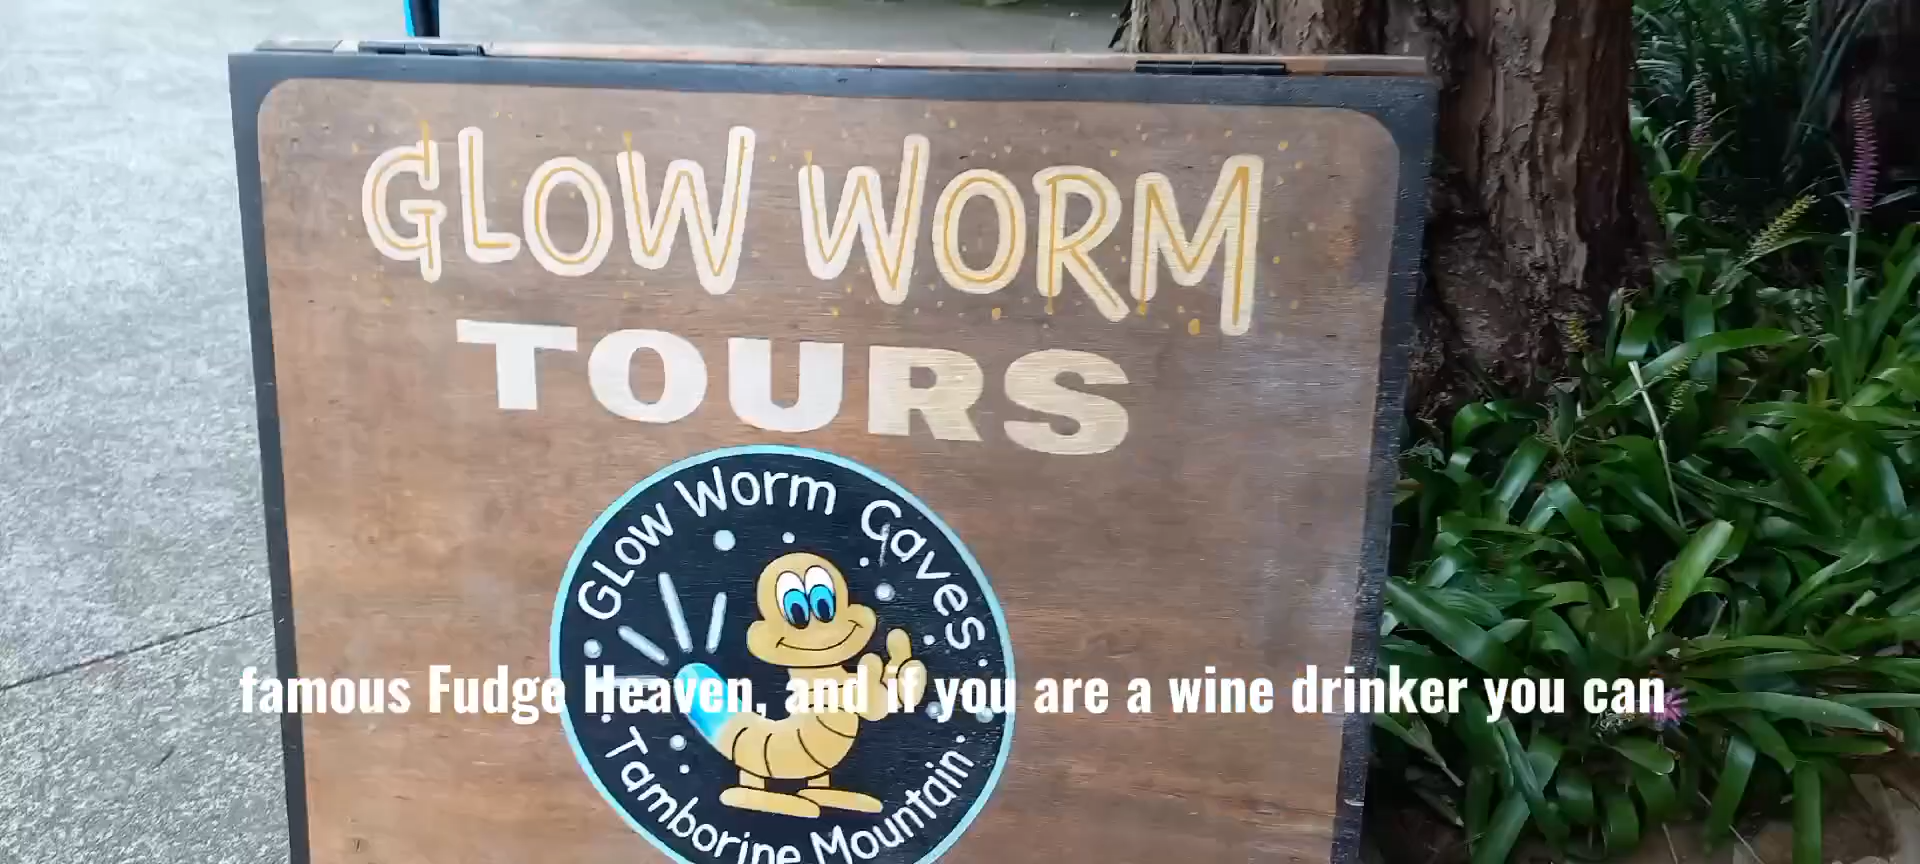 GLOW WORM
TOURS
Glow Worm Caves
famous Fudge Heaven, and if you are a wine drinker you can
Tamborine Mountain